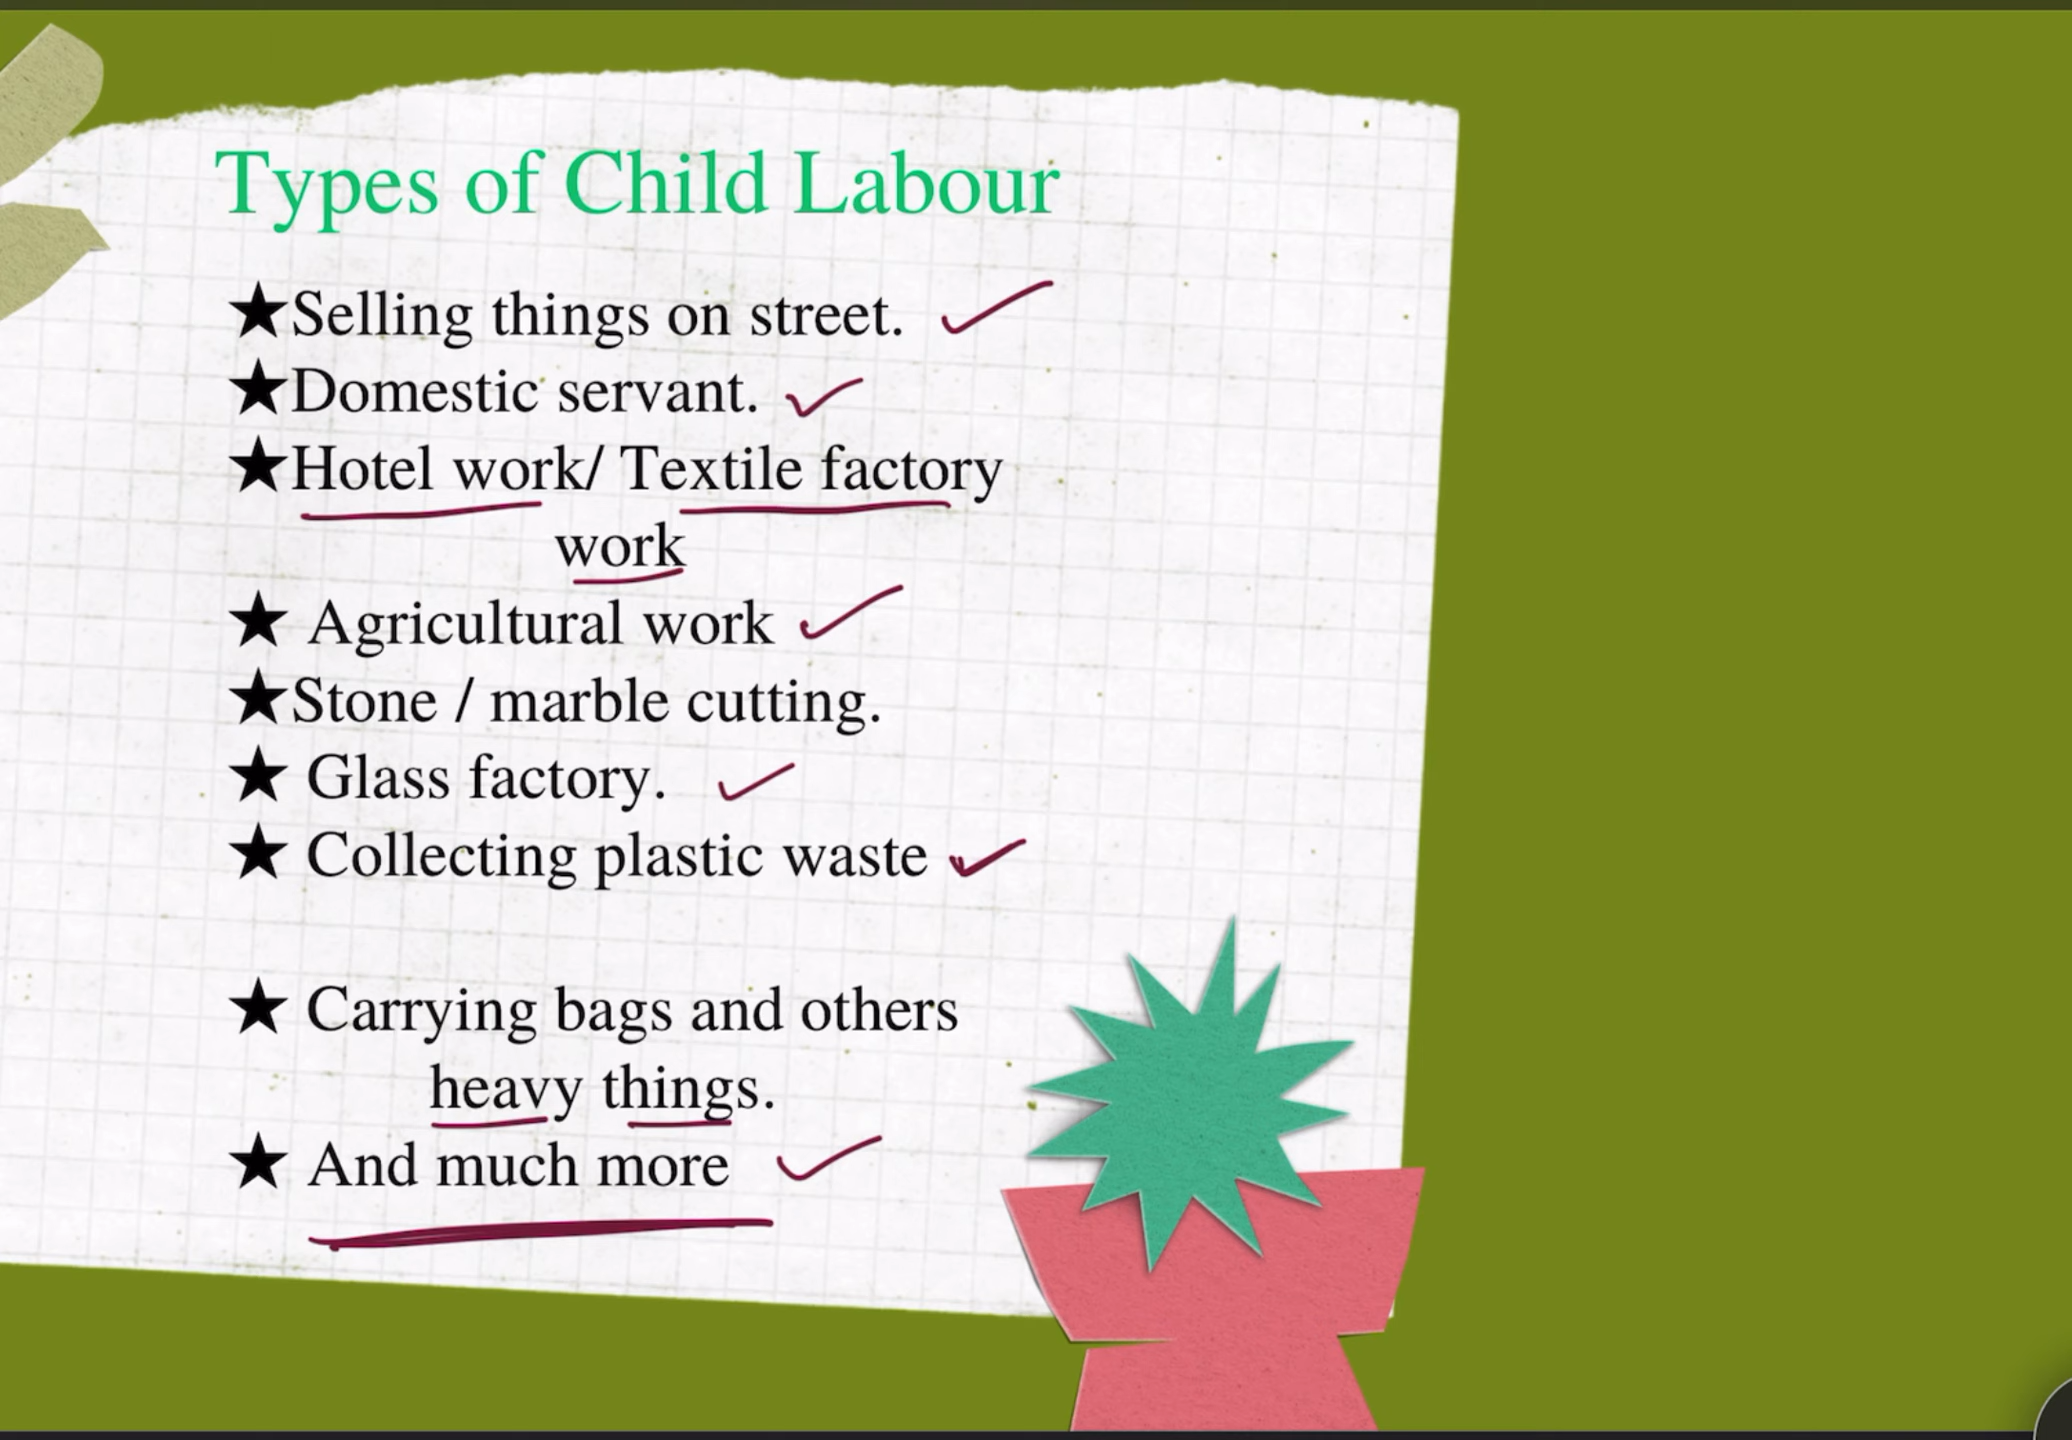 Types of Child Labour
★Selling things on street.
★Domestic servant.
★Hotel work/ Textile factory
work
★ Agricultural work
★Stone / marble cutting.
★ Glass factory.
★ Collecting plastic waste
★ Carrying bags and others
heavy things.
★ And much more